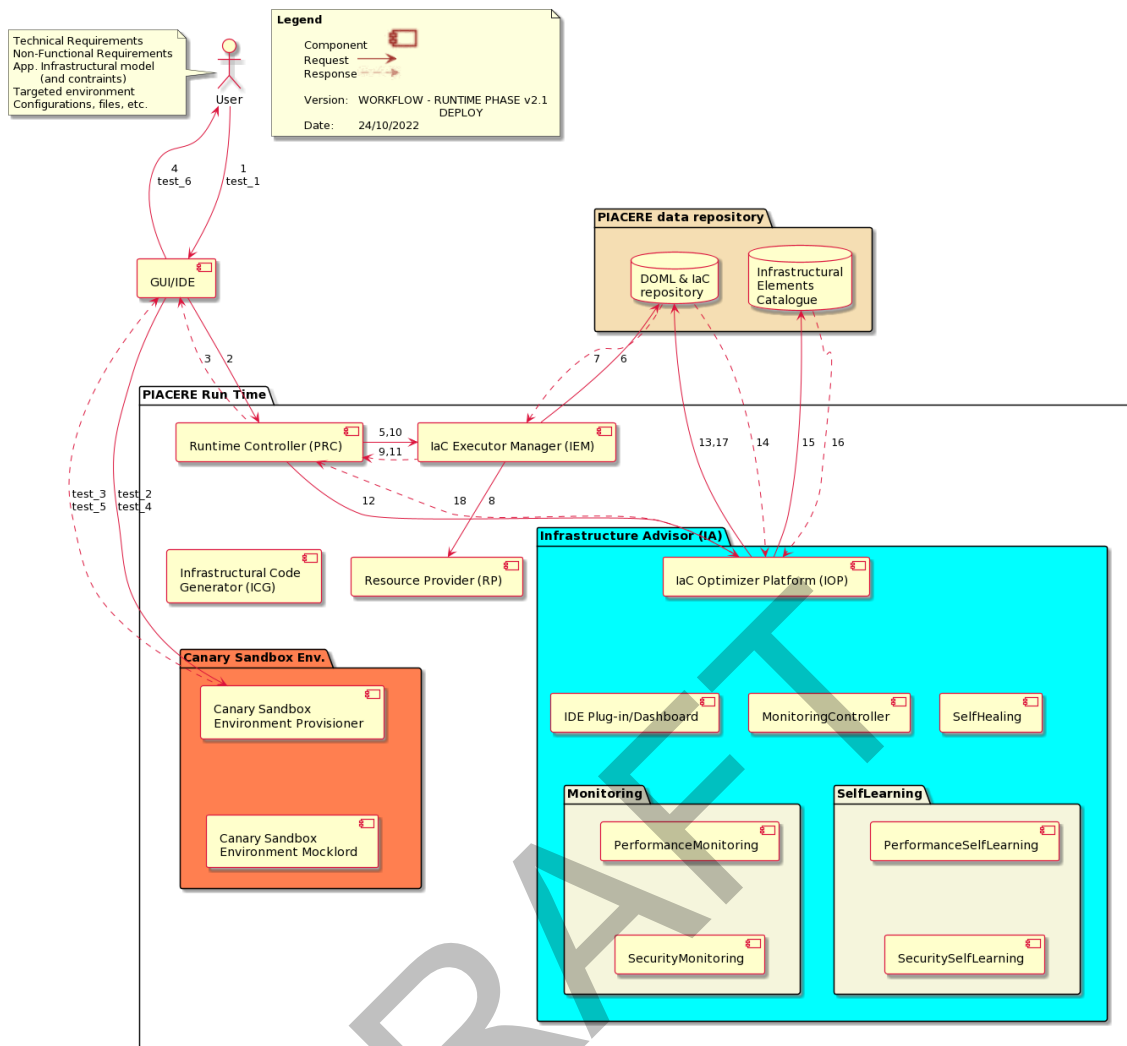 Legend
Component
Request
Response
Version: WORKFLOW - RUNTIME PHASE v2.1
DEPLOY
Date: 24/10/2022
Technical Requirements
Non-Functional Requirements
App. Infrastructural model
(and contraints)
Targeted environment
Configurations, files, etc.
User
4
test_6
1
test_1
GUI/IDE
PIACERE data repository
DOML & IaC
repository
Infrastructural
Elements
Catalogue
3
2
7
6
PIACERE Run Time
Runtime Controller (PRC)
5,10
9,11
IaC Executor Manager (IEM)
13,17
14
15
16
test_3
test_5
test_2
test_4
12
18
8
Infrastructure Advisor (IA)
Infrastructural Code
Generator (ICG)
Resource Provider (RP)
IaC Optimizer Platform (IOP)
Canary Sandbox Env.
Canary Sandbox
Environment Provisioner
IDE Plug-in/Dashboard
MonitoringController
SelfHealing
Canary Sandbox
Environment Mocklord
Monitoring
PerformanceMonitoring
SecurityMonitoring
SelfLearning
PerformanceSelfLearning
SecuritySelfLearning
DRAFT